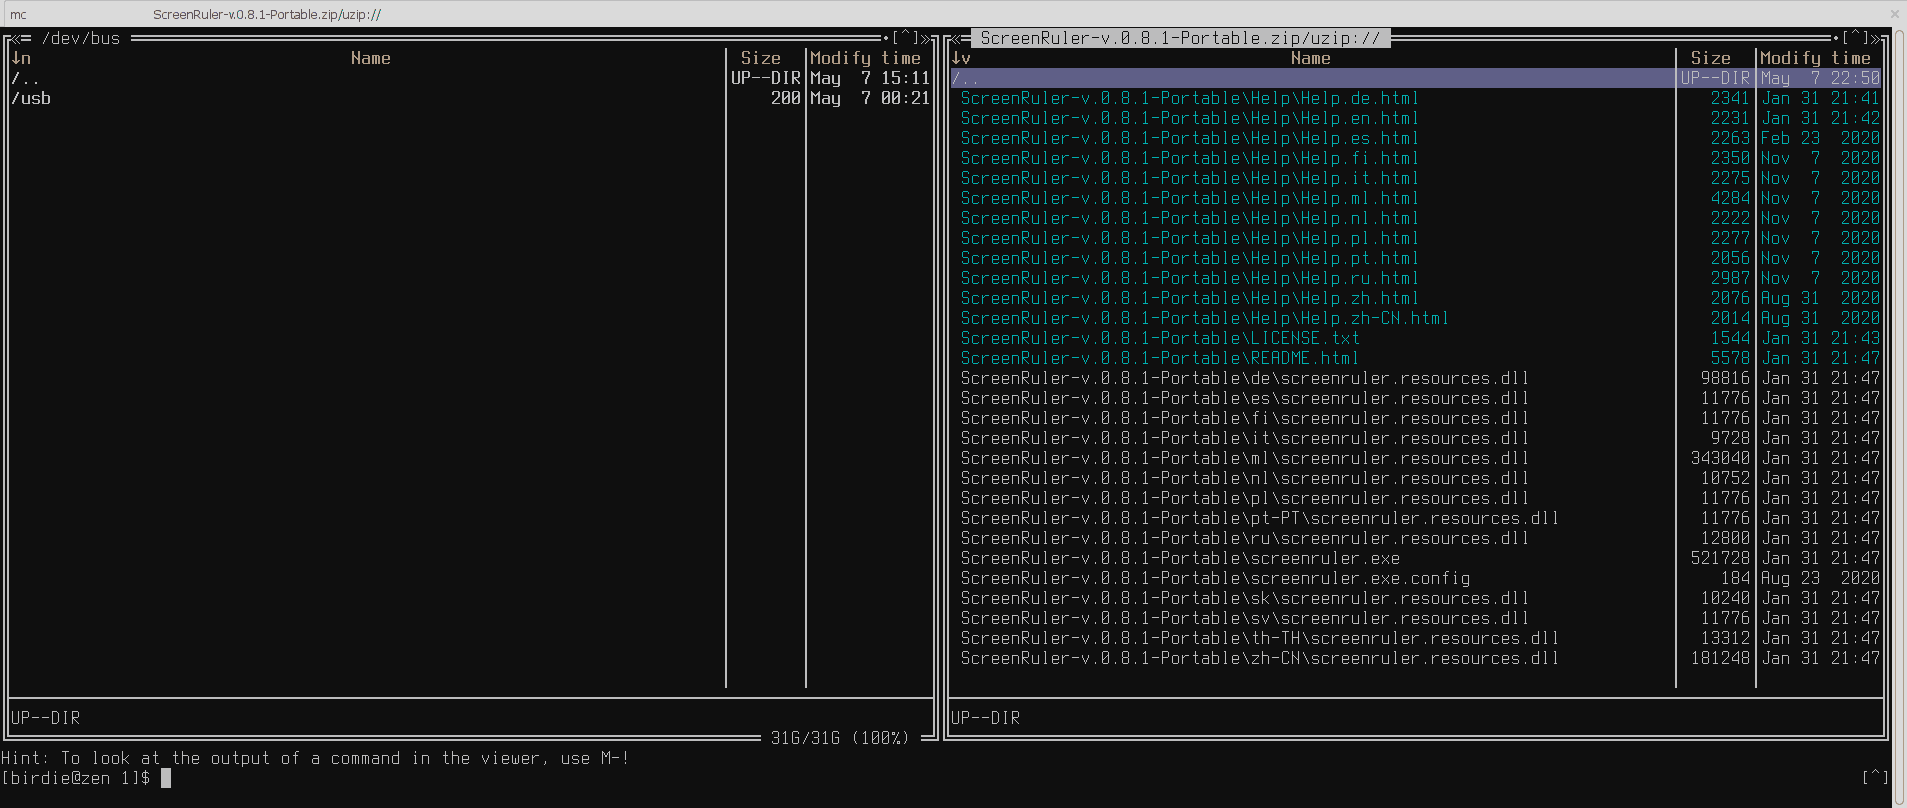 mc ScreenRuler-v.0.8.1-Portable.zip/uzip://
/dev/bus •[^]
↓n Name Size Modify time
/.. UP--DIR May 7 15:11
/usb 200 May 7 00:21
UP--DIR
31G/31G (100%)
ScreenRuler-v.0.8.1-Portable.zip/uzip:// •[^]
↓v Name Size Modify time
/.. UP--DIR May 7 22:50
ScreenRuler-v.0.8.1-Portable\Help\Help.de.html 2341 Jan 31 21:41
ScreenRuler-v.0.8.1-Portable\Help\Help.en.html 2231 Jan 31 21:42
ScreenRuler-v.0.8.1-Portable\Help\Help.es.html 2263 Feb 23 2020
ScreenRuler-v.0.8.1-Portable\Help\Help.fi.html 2350 Nov 7 2020
ScreenRuler-v.0.8.1-Portable\Help\Help.it.html 2275 Nov 7 2020
ScreenRuler-v.0.8.1-Portable\Help\Help.ml.html 4284 Nov 7 2020
ScreenRuler-v.0.8.1-Portable\Help\Help.nl.html 2222 Nov 7 2020
ScreenRuler-v.0.8.1-Portable\Help\Help.pl.html 2277 Nov 7 2020
ScreenRuler-v.0.8.1-Portable\Help\Help.pt.html 2056 Nov 7 2020
ScreenRuler-v.0.8.1-Portable\Help\Help.ru.html 2987 Nov 7 2020
ScreenRuler-v.0.8.1-Portable\Help\Help.zh.html 2076 Aug 31 2020
ScreenRuler-v.0.8.1-Portable\Help\Help.zh-CN.html 2014 Aug 31 2020
ScreenRuler-v.0.8.1-Portable\LICENSE.txt 1544 Jan 31 21:43
ScreenRuler-v.0.8.1-Portable\README.html 5578 Jan 31 21:47
ScreenRuler-v.0.8.1-Portable\de\screenruler.resources.dll 98816 Jan 31 21:47
ScreenRuler-v.0.8.1-Portable\es\screenruler.resources.dll 11776 Jan 31 21:47
ScreenRuler-v.0.8.1-Portable\fi\screenruler.resources.dll 11776 Jan 31 21:47
ScreenRuler-v.0.8.1-Portable\it\screenruler.resources.dll 9728 Jan 31 21:47
ScreenRuler-v.0.8.1-Portable\ml\screenruler.resources.dll 343040 Jan 31 21:47
ScreenRuler-v.0.8.1-Portable\nl\screenruler.resources.dll 10752 Jan 31 21:47
ScreenRuler-v.0.8.1-Portable\pl\screenruler.resources.dll 11776 Jan 31 21:47
ScreenRuler-v.0.8.1-Portable\pt-PT\screenruler.resources.dll 11776 Jan 31 21:47
ScreenRuler-v.0.8.1-Portable\ru\screenruler.resources.dll 12800 Jan 31 21:47
ScreenRuler-v.0.8.1-Portable\screenruler.exe 521728 Jan 31 21:47
ScreenRuler-v.0.8.1-Portable\screenruler.exe.config 184 Aug 23 2020
ScreenRuler-v.0.8.1-Portable\sk\screenruler.resources.dll 10240 Jan 31 21:47
ScreenRuler-v.0.8.1-Portable\sv\screenruler.resources.dll 11776 Jan 31 21:47
ScreenRuler-v.0.8.1-Portable\th-TH\screenruler.resources.dll 13312 Jan 31 21:47
ScreenRuler-v.0.8.1-Portable\zh-CN\screenruler.resources.dll 181248 Jan 31 21:47
UP--DIR
Hint: To look at the output of a command in the viewer, use M-!
[birdie@zen 1]$ [^]